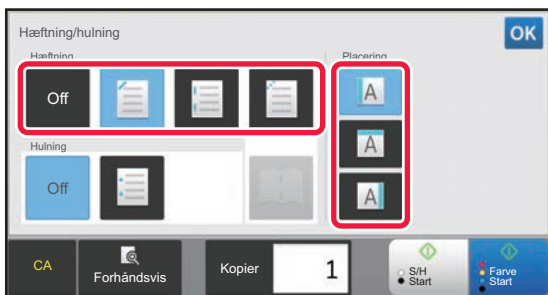 Hæftning/hulning
OK
Hæftning
Placering
Off
A
A
A
Hulning
Off
CA
Forhåndsvis
Kopier
1
S/H
Start
Farve
Start